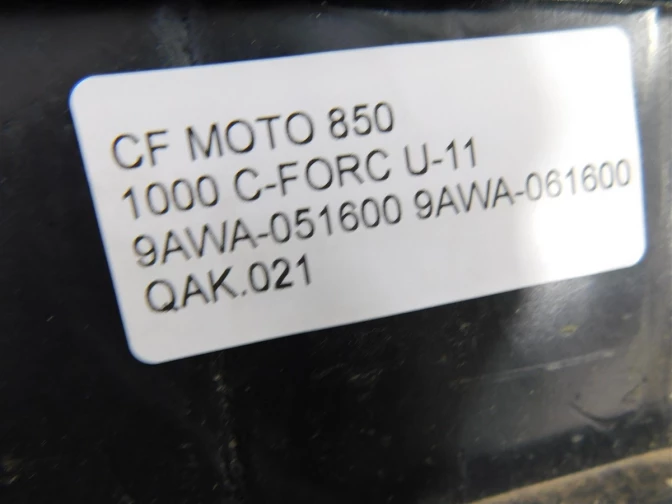 CF MOTO 850
1000 C-FORC U-11
9AWA-051600 9AWA-061600
QAK.021